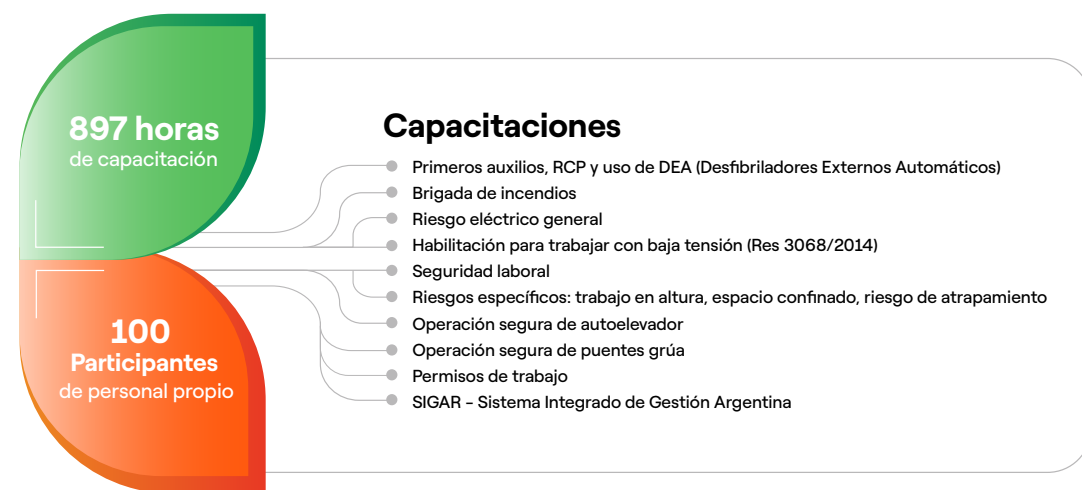 897 horas
de capacitación
100
Participantes
de personal propio
Capacitaciones
Primeros auxilios, RCP y uso de DEA (Desfibriladores Externos Automáticos)
Brigada de incendios
Riesgo eléctrico general
Habilitación para trabajar con baja tensión (Res 3068/2014)
Seguridad laboral
Riesgos específicos: trabajo en altura, espacio confinado, riesgo de atrapamiento
Operación segura de autoelevador
Operación segura de puentes grúa
Permisos de trabajo
SIGAR - Sistema Integrado de Gestión Argentina